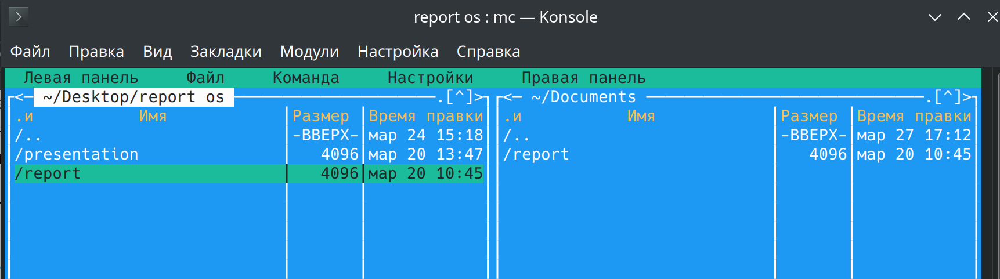 report os : mc — Konsole
Файл Правка Вид Закладки Модули Настройка Справка
Левая панель Файл Команда Настройки Правая панель
<─ ~/Desktop/report os ─.[^]> <─ ~/Documents ─.[^]>
.и Имя Размер Время правки .и Имя Размер Время правки
/.. -ВВЕРХ- мар 24 15:18 /.. -ВВЕРХ- мар 27 17:12
/presentation 4096 мар 20 13:47 /report 4096 мар 20 10:45
/report 4096 мар 20 10:45